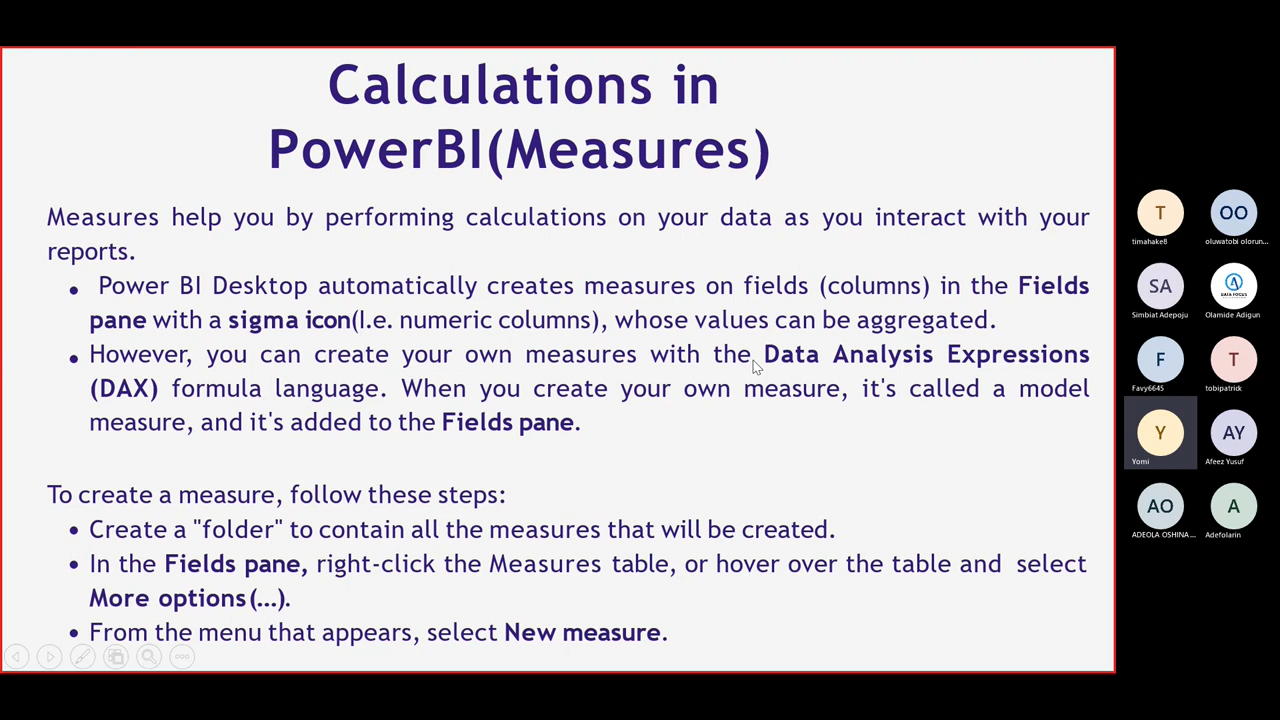 Calculations in
PowerBI(Measures)
Measures help you by performing calculations on your data as you interact with your
reports.
• Power BI Desktop automatically creates measures on fields (columns) in the Fields
pane with a sigma icon(I.e. numeric columns), whose values can be aggregated.
• However, you can create your own measures with the Data Analysis Expressions
(DAX) formula language. When you create your own measure, it's called a model
measure, and it's added to the Fields pane.
To create a measure, follow these steps:
• Create a "folder" to contain all the measures that will be created.
• In the Fields pane, right-click the Measures table, or hover over the table and select
More options(...).
• From the menu that appears, select New measure.
T
OO
timahake8
oluwatobi olorun...
SA
DATA FOCUS
Simbiat Adepoju
Olamide Adigun
F
T
Favy6645
tobipatrick
Y
AY
Yomi
Afeez Yusuf
AO
A
ADEOLA OSHINA...
Adefolarin